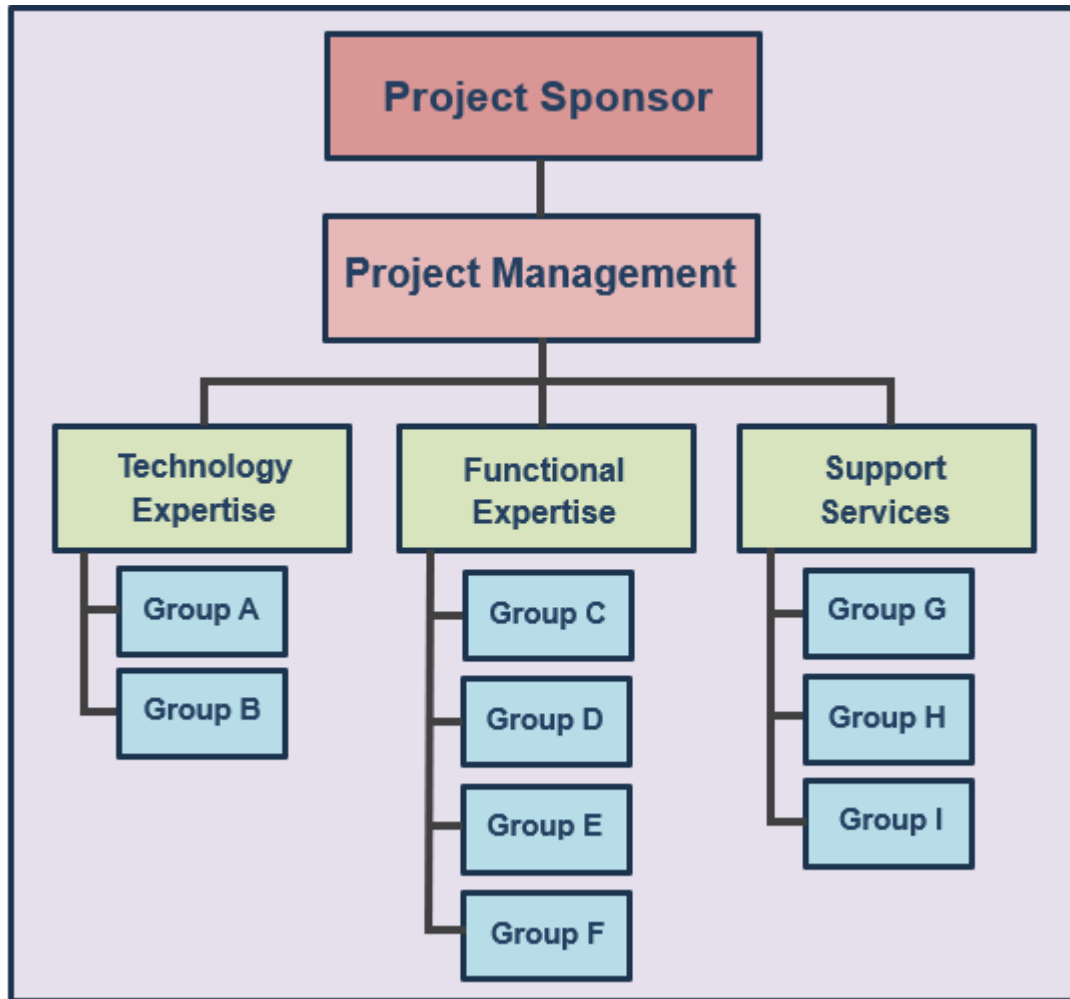 Project Sponsor
Project Management
Technology
Expertise
Group A
Group B
Functional
Expertise
Group C
Group D
Group E
Group F
Support
Services
Group G
Group H
Group I